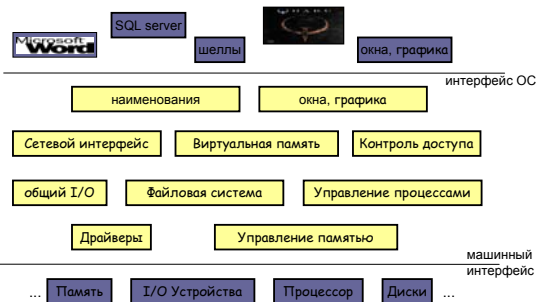 SQL server
Microsoft
Word
шеллы
QUAKE
окна, графика
интерфейс ОС
наименования
окна, графика
Сетевой интерфейс
Виртуальная память
Контроль доступа
общий I/O
Файловая система
Управление процессами
Драйверы
Управление памятью
машинный
интерфейс
... Память
I/O Устройства
Процессор
Диски ...